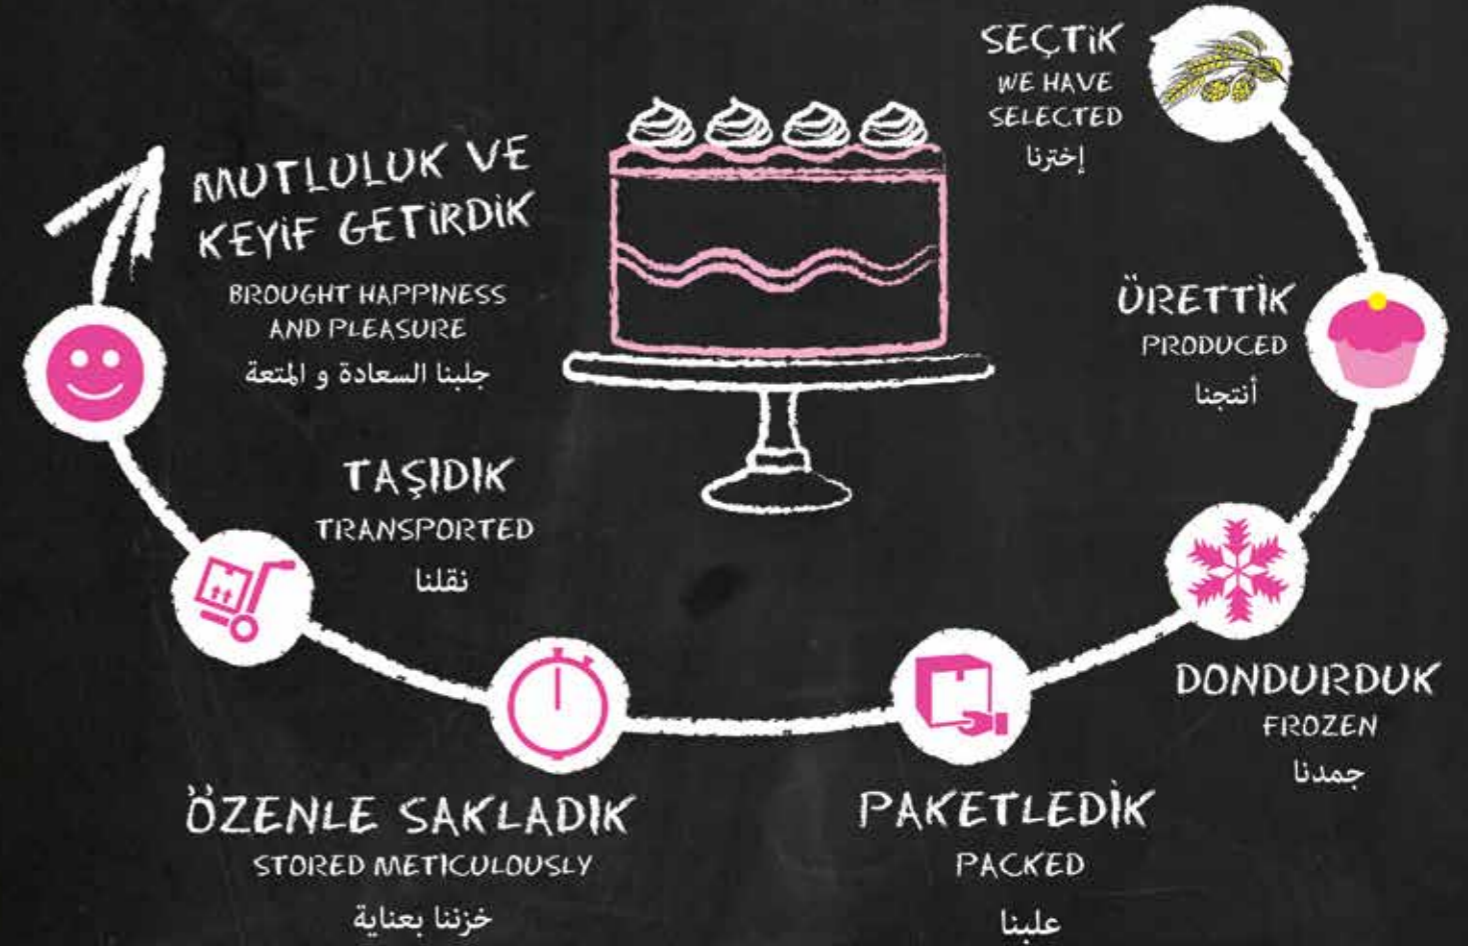 SEÇTİK
WE HAVE
SELECTED
إخترنا
ÜRETTİK
PRODUCED
أنتجنا
DONDURDUK
FROZEN
جمدنا
PAKETLEDİK
PACKED
علبنا
ÖZENLE SAKLADIK
STORED METICULOUSLY
خزننا بعناية
TAŞIDIK
TRANSPORTED
نقلنا
MUTLULUK VE
KEYİF GETİRDİK
BROUGHT HAPPINESS
AND PLEASURE
جلبنا السعادة و المتعة